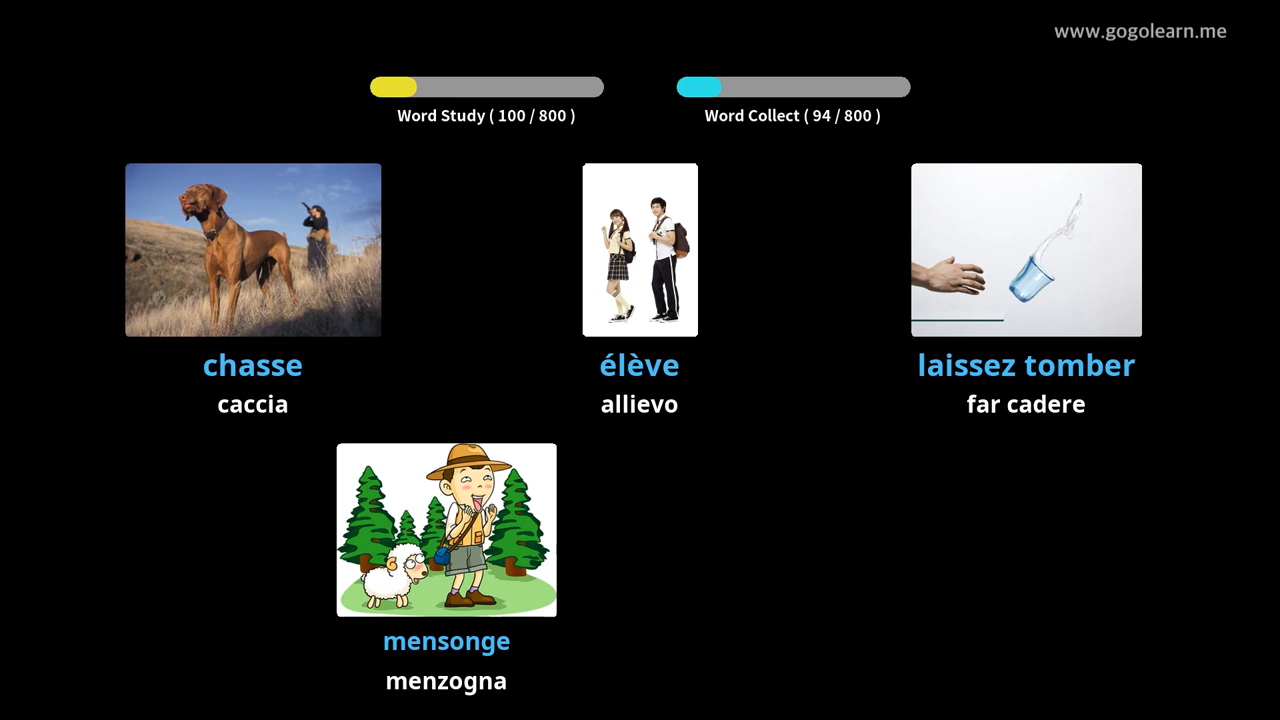 www.gogolearn.me
Word Study ( 100 / 800 )
Word Collect ( 94 / 800 )
chasse
caccia
élève
allievo
laissez tomber
far cadere
mensonge
menzogna